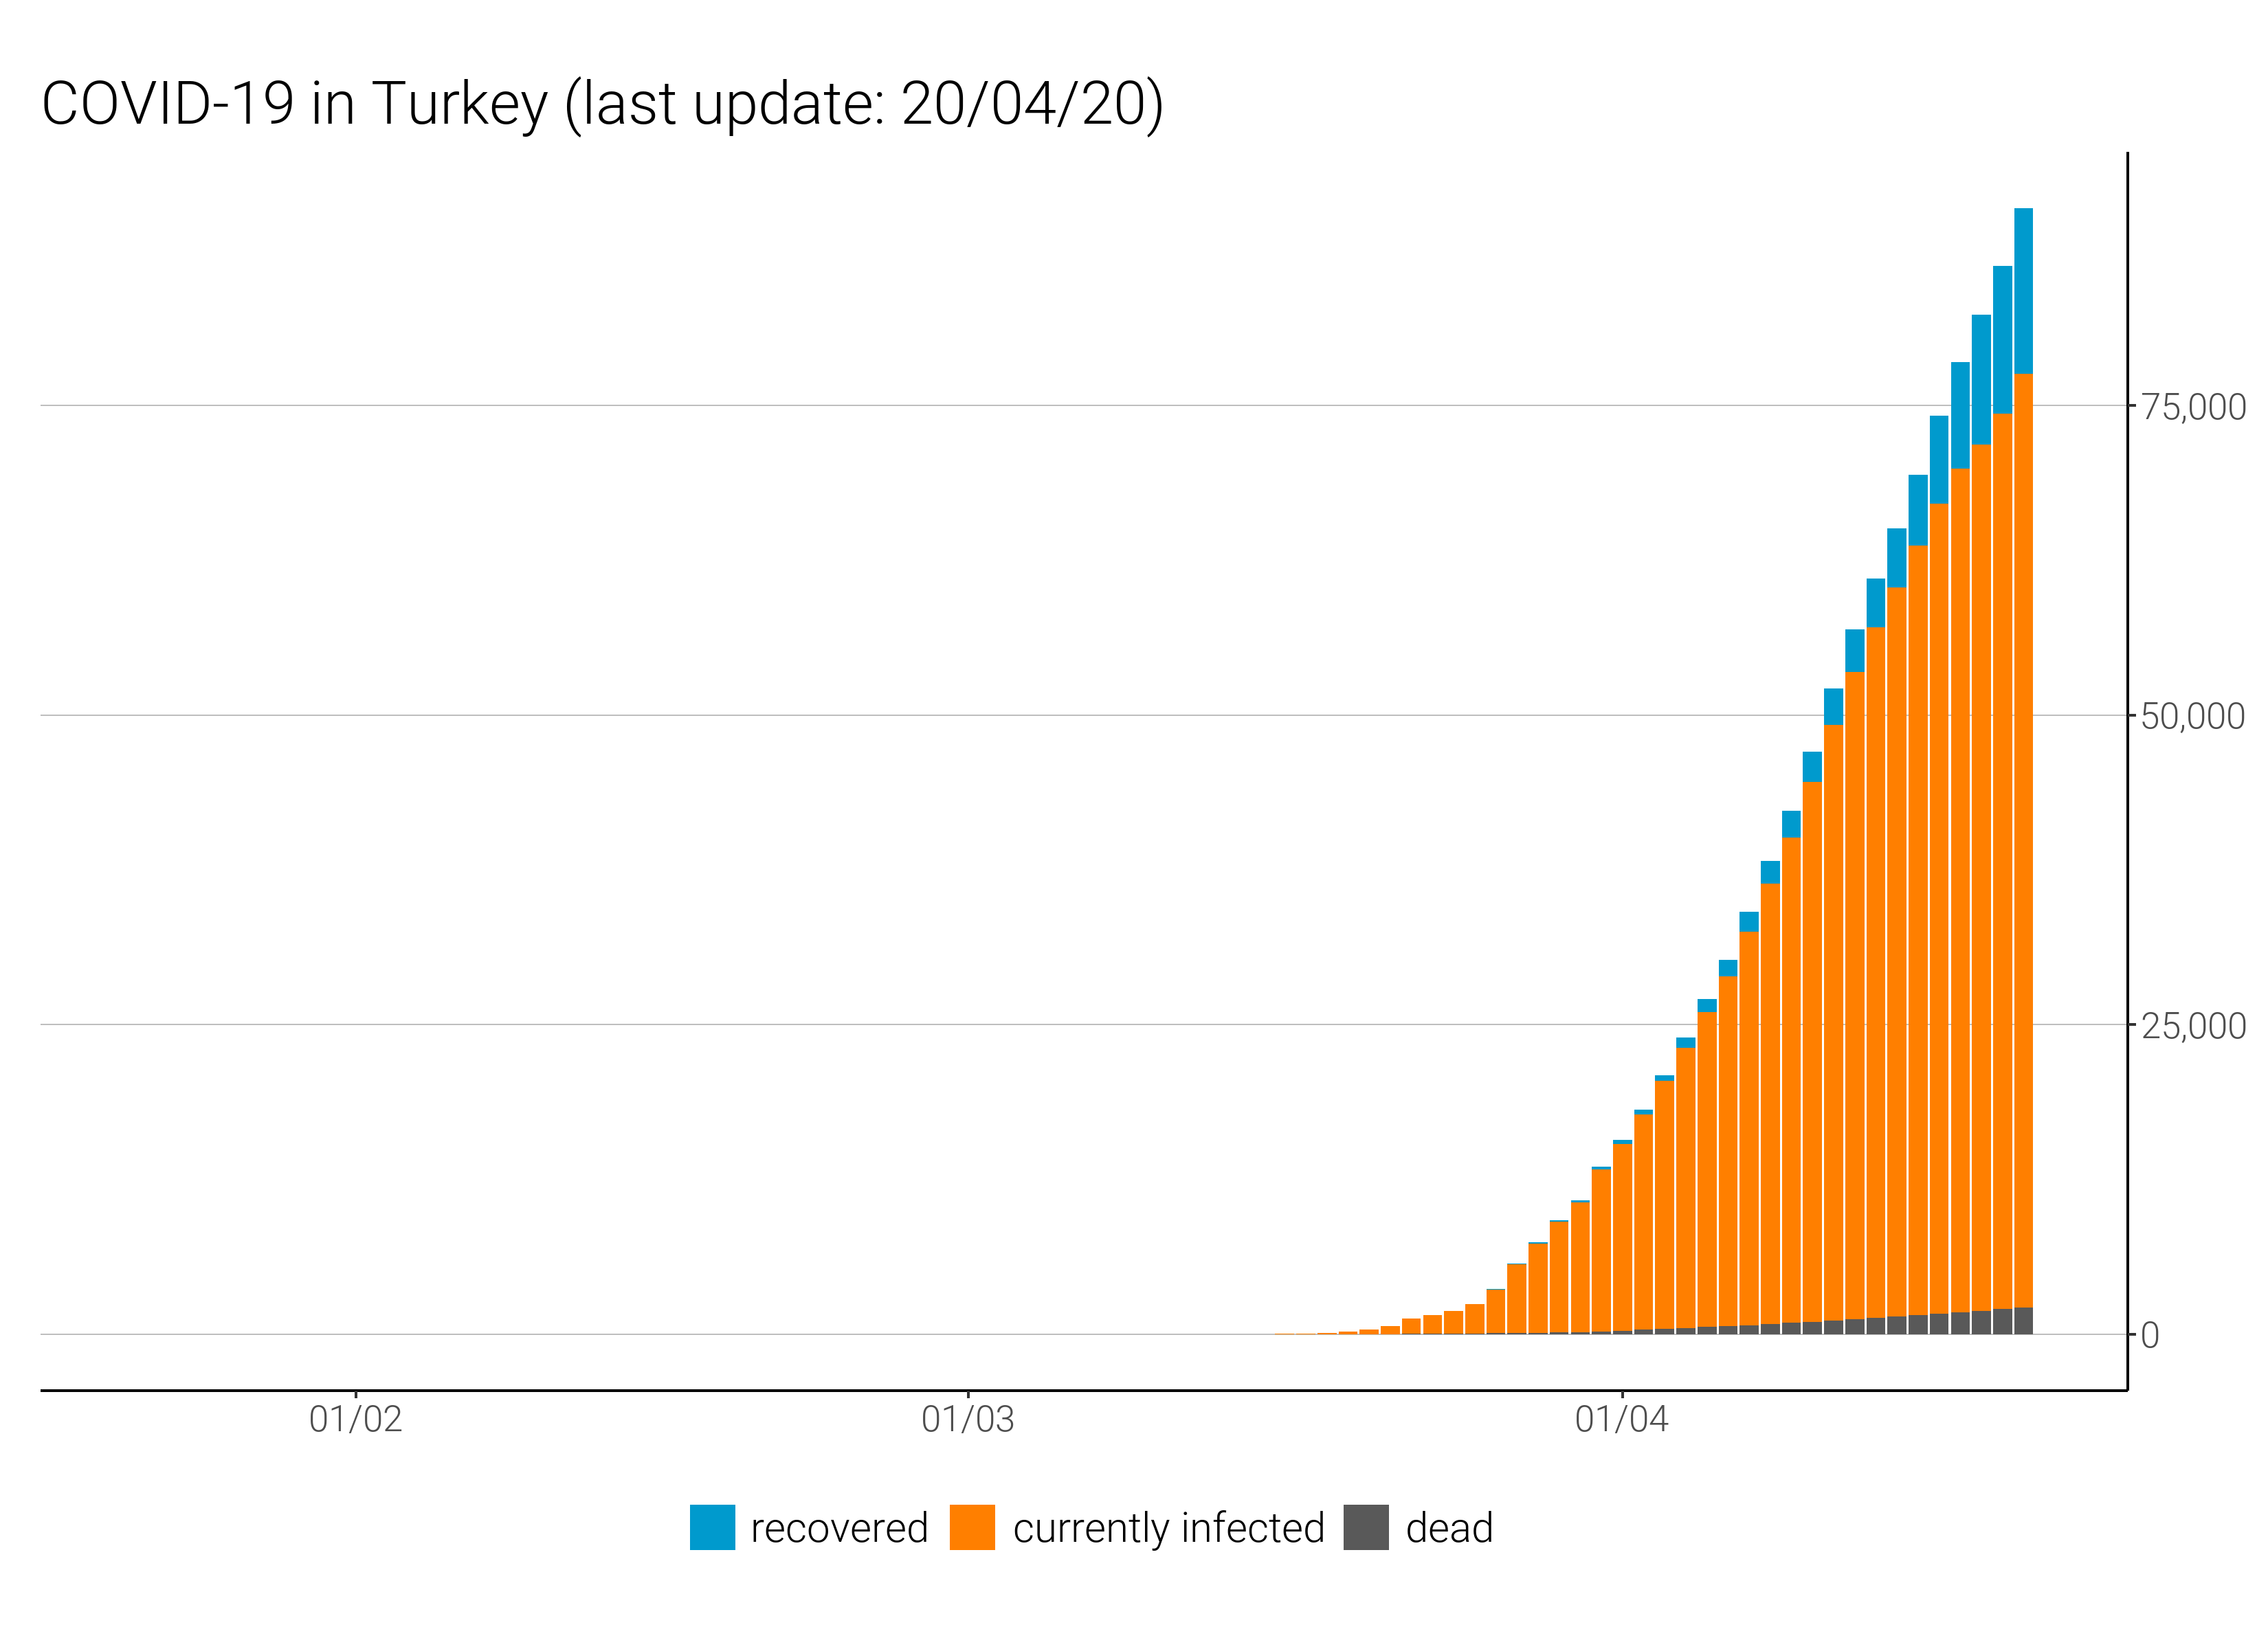 COVID-19 in Turkey (last update: 20/04/20)
75,000
50,000
25,000
0
01/02 01/03 01/04
recovered currently infected dead